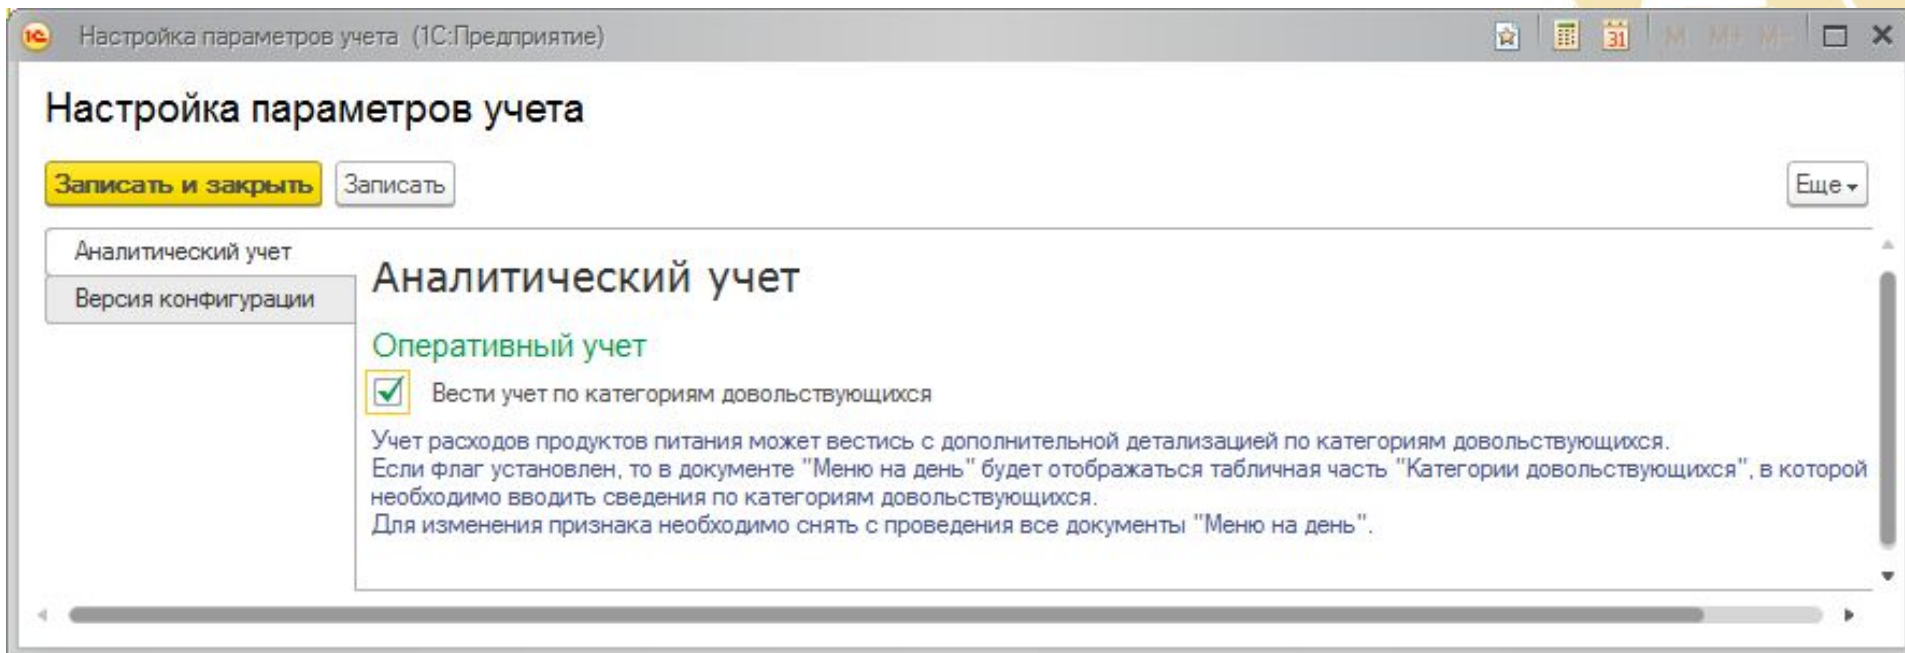 1С Настройка параметров учета (1С:Предприятие) 31 M M+ M-
Настройка параметров учета
Записать и закрыть Записать Еще
Аналитический учет
Версия конфигурации
Аналитический учет
Оперативный учет
Вести учет по категориям довольствующихся
Учет расходов продуктов питания может вестись с дополнительной детализацией по категориям довольствующихся.
Если флаг установлен, то в документе "Меню на день" будет отображаться табличная часть "Категории довольствующихся", в которой
необходимо вводить сведения по категориям довольствующихся.
Для изменения признака необходимо снять с проведения все документы "Меню на день".